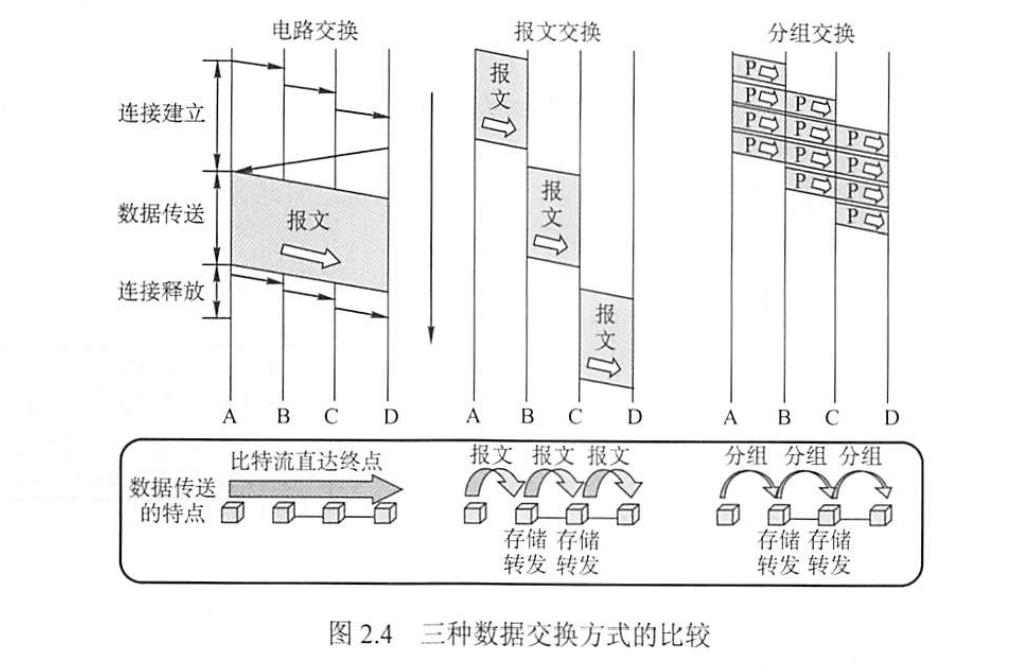 电路交换 报文交换 分组交换
连接建立
数据传送
连接释放
报文
报文
报文
报文
P P
P P P
P P P
P P P
P P
P
A B C D
A B C D
A B C D
数据传送
的特点
比特流直达终点
报文 报文 报文
存储 存储
转发 转发
分组 分组 分组
存储 存储
转发 转发
图 2.4 三种数据交换方式的比较